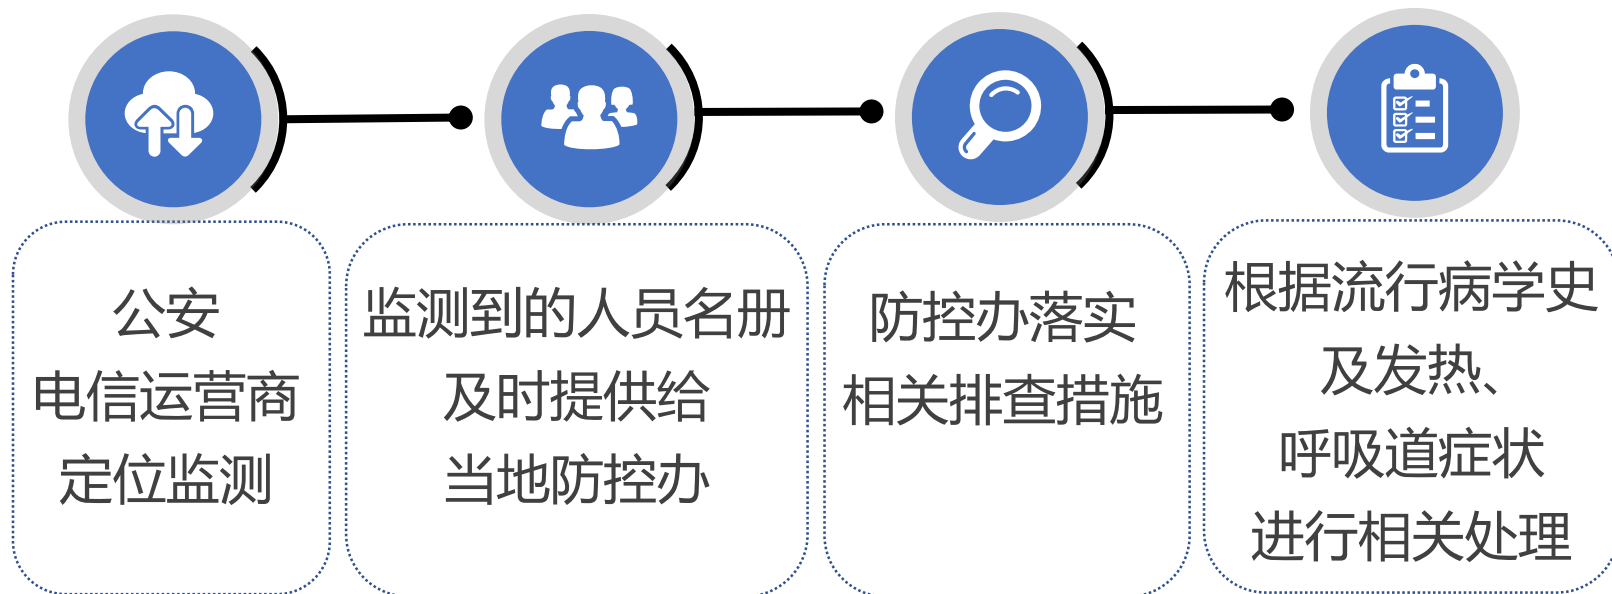 公安
电信运营商
定位监测
监测到的人员名册
及时提供给
当地防控办
防控办落实
相关排查措施
根据流行病学史
及发热、
呼吸道症状
进行相关处理